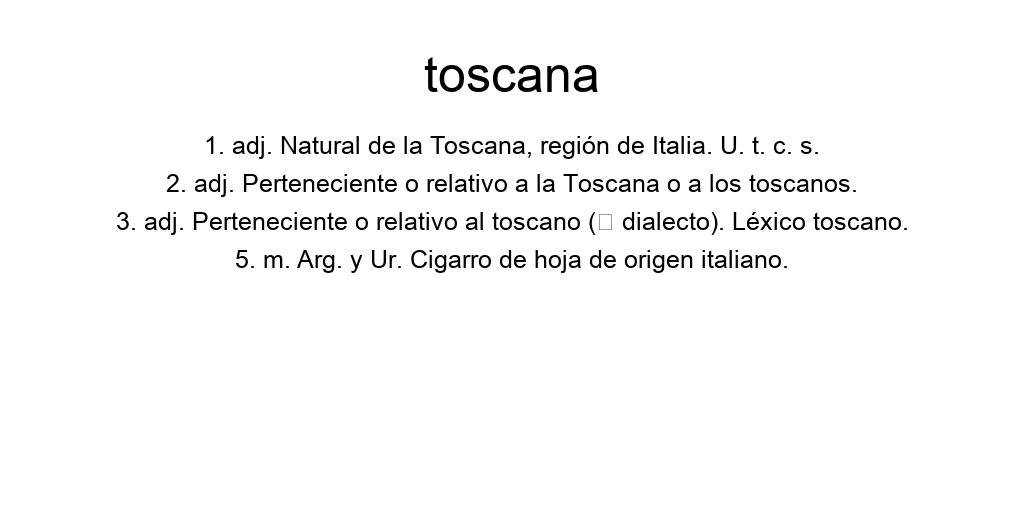 toscana
1. adj. Natural de la Toscana, región de Italia. U. t. c. s.
2. adj. Perteneciente o relativo a la Toscana o a los toscanos.
3. adj. Perteneciente o relativo al toscano (□ dialecto). Léxico toscano.
5. m. Arg. y Ur. Cigarro de hoja de origen italiano.